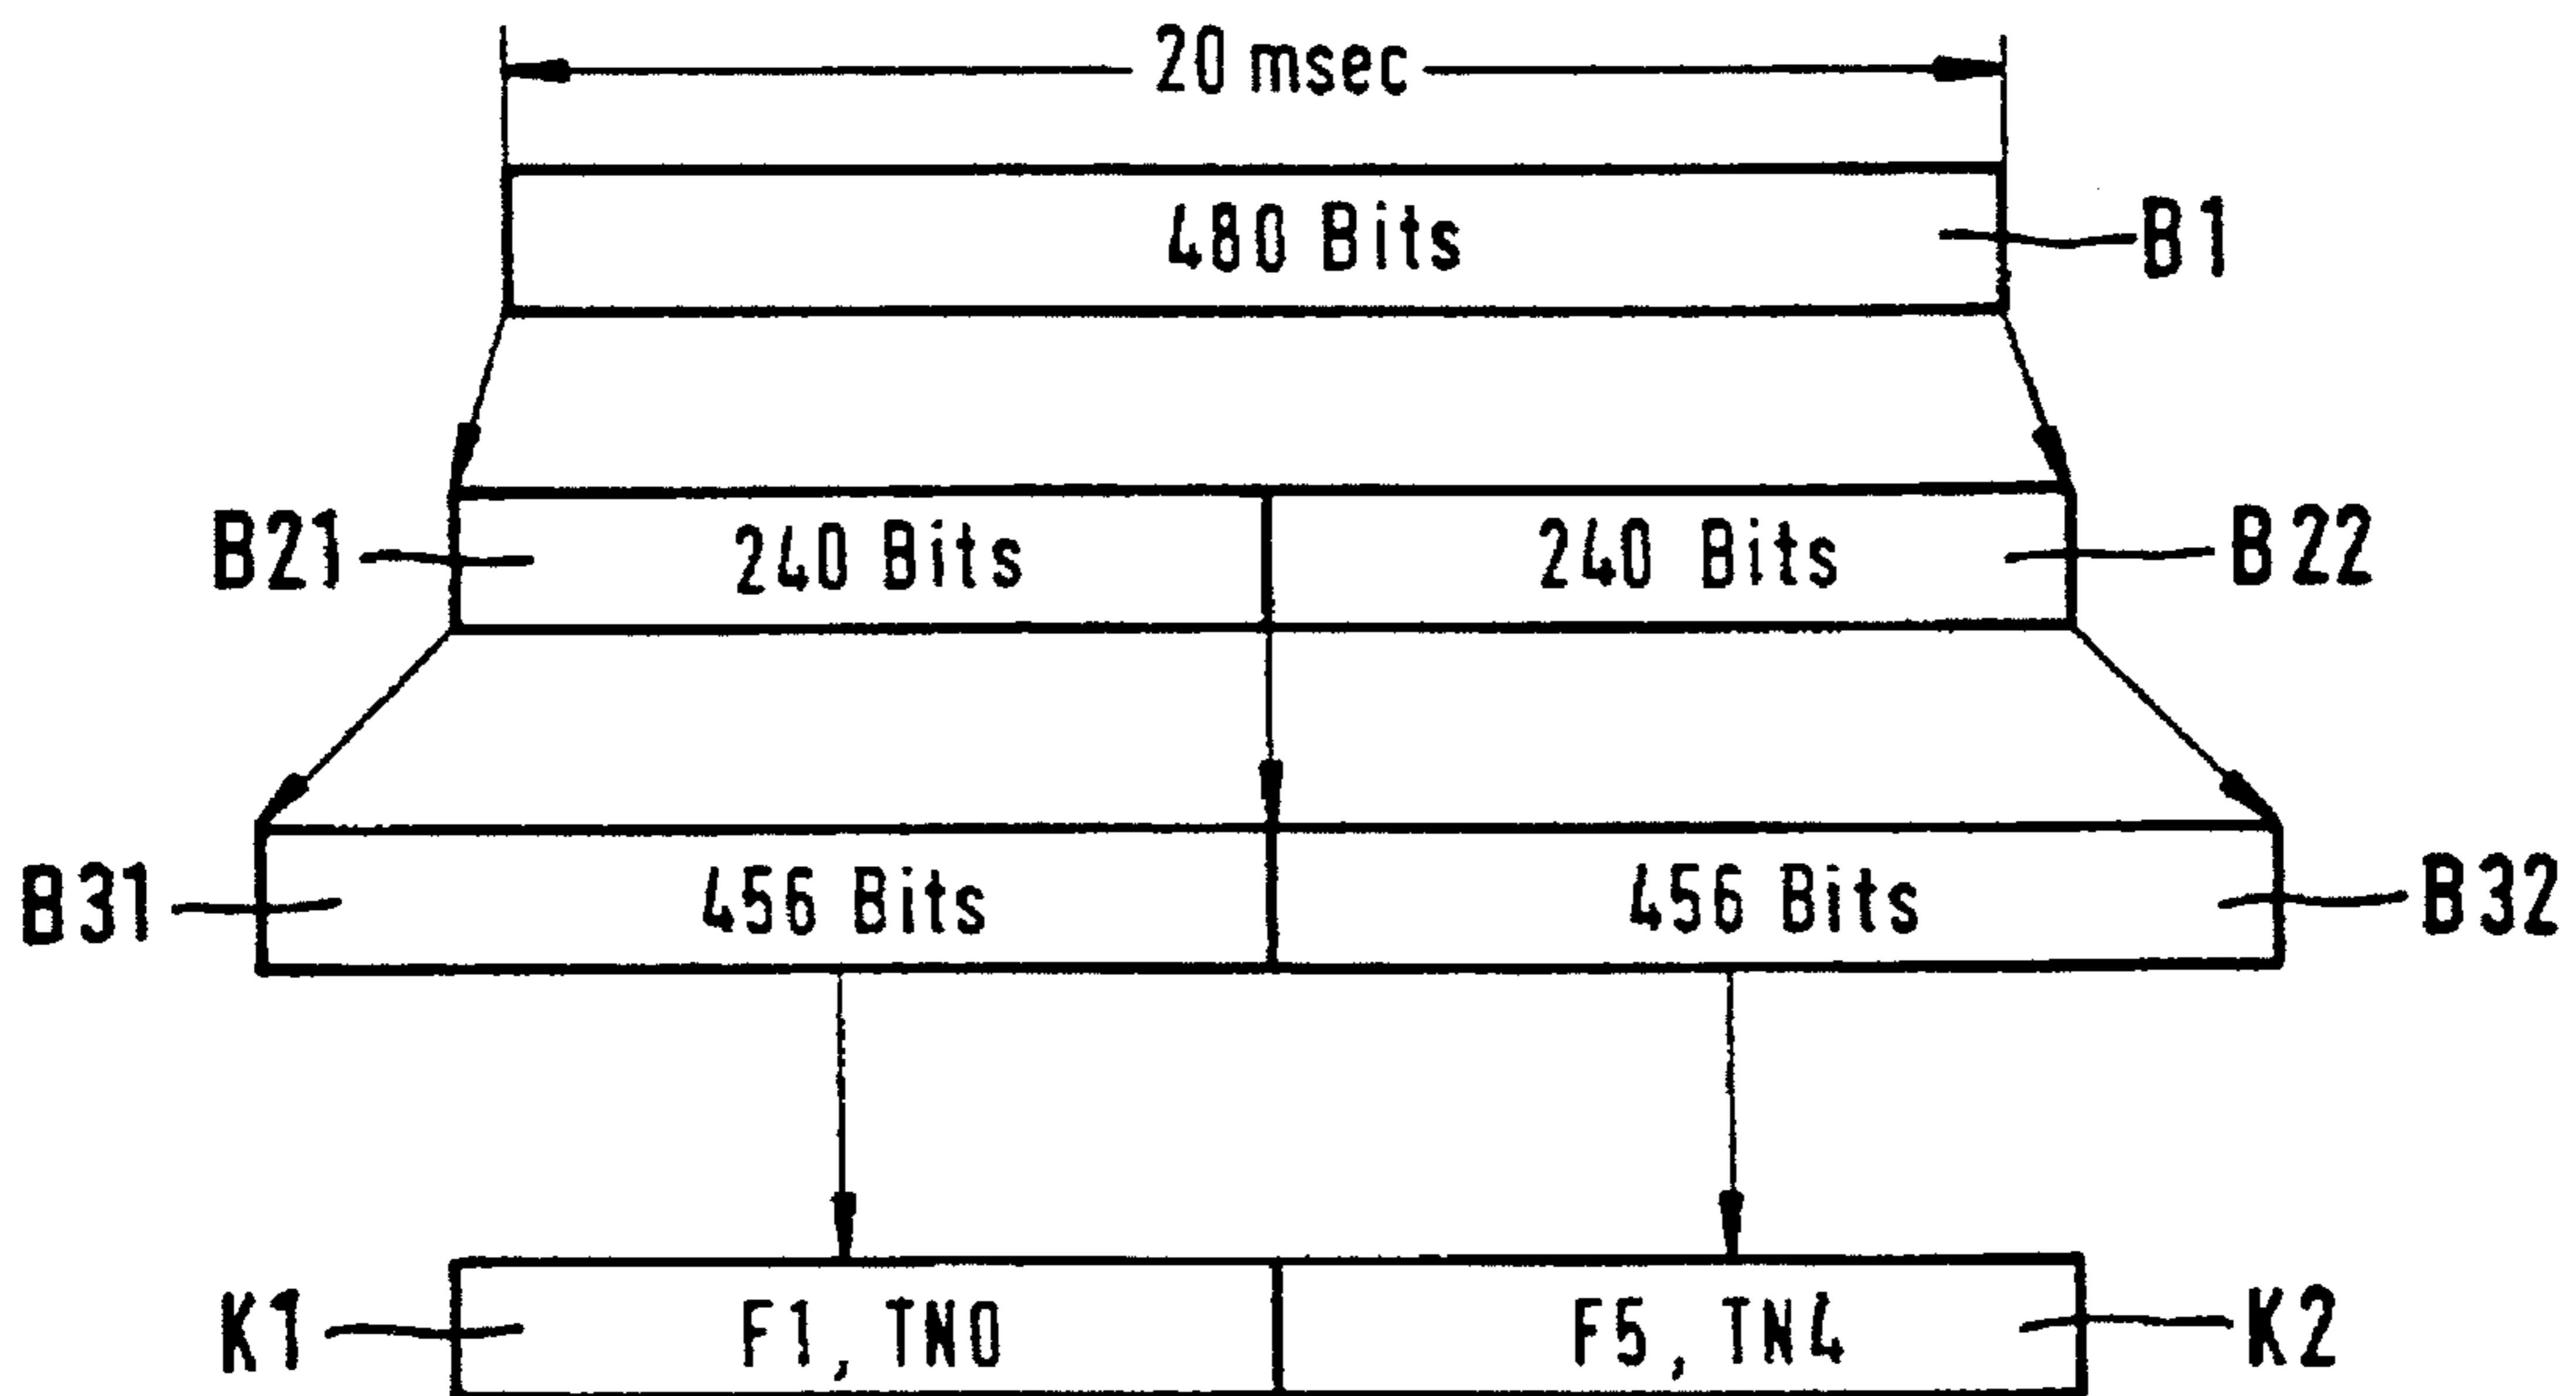 20 msec
480 Bits B1
B21 240 Bits 240 Bits B22
B31 456 Bits 456 Bits B32
K1 F1, TN0 F5, TN4 K2